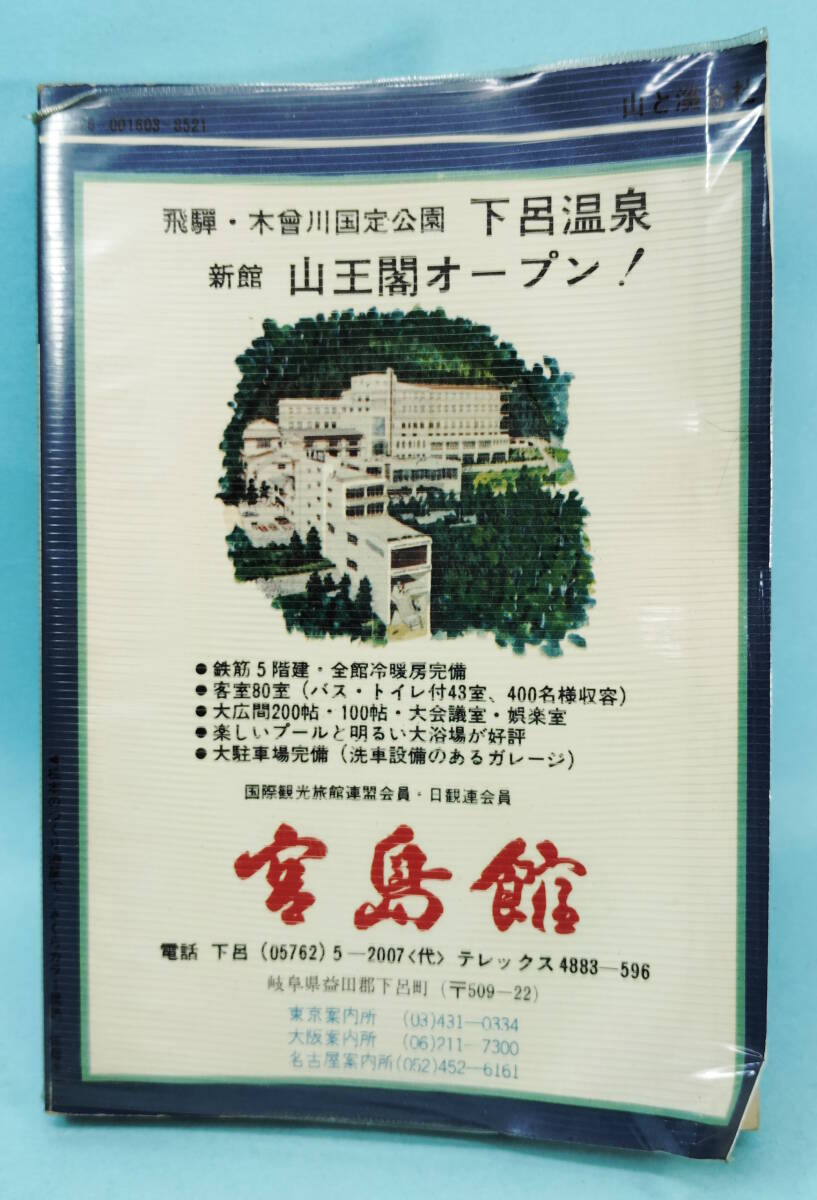 001603-8521
山と渓谷社
飛騨・木曾川国定公園 下呂温泉
新館 山王閣オープン!
●鉄筋5階建・全館冷暖房完備
●客室80室(バス・トイレ付43室、400名様収容)
●大広間200帖・100帖・大会議室・娯楽室
●楽しいプールと明るい大浴場が好評
●大駐車場完備(洗車設備のあるガレージ)
国際観光旅館連盟会員・日観連会員
宮島館
電話 下呂(05762)5—2007〈代〉テレックス4883—596
岐阜県益田郡下呂町(〒509—22)
東京案内所 (03)431—0334
大阪案内所 (06)211—7300
名古屋案内所(052)452—6161